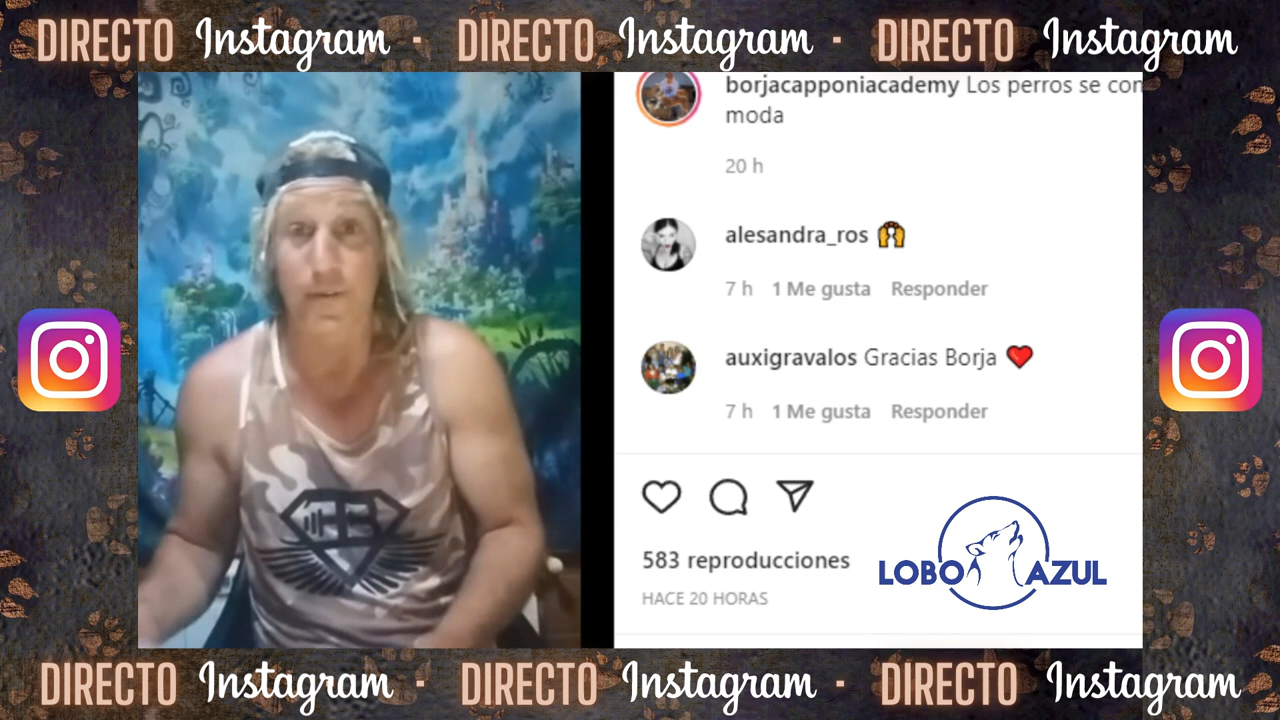 DIRECTO Instagram · DIRECTO Instagram · DIRECTO Instagram
borjacapponiacademy Los perros se con
moda
20 h
alesandra_ros
7 h 1 Me gusta Responder
auxigravalos Gracias Borja ❤️
7 h 1 Me gusta Responder
583 reproducciones
HACE 20 HORAS
LOBO AZUL
DIRECTO Instagram · DIRECTO Instagram · DIRECTO Instagram